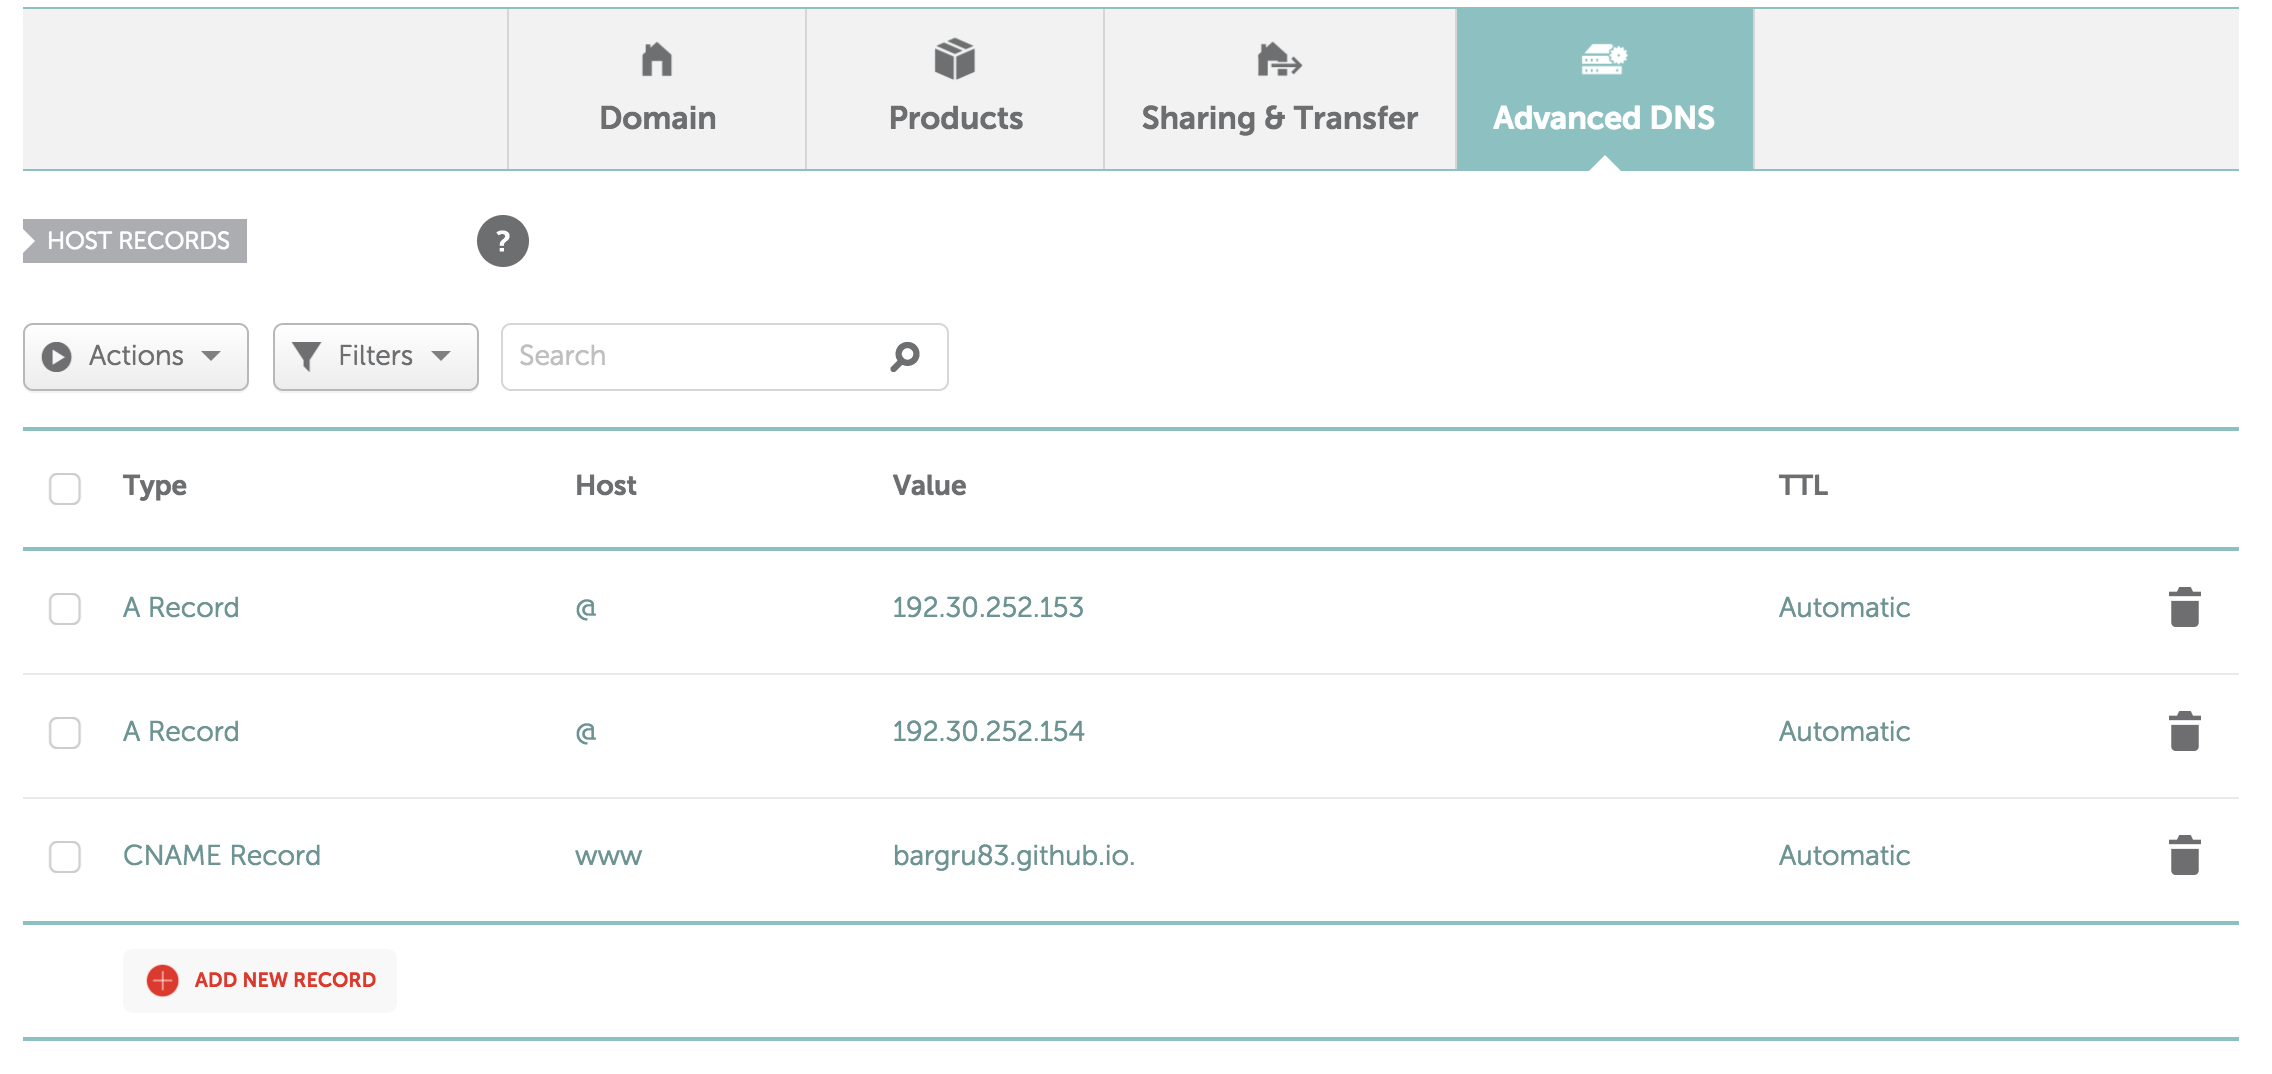 Domain
Products
Sharing & Transfer
Advanced DNS
HOST RECORDS
?
Actions
Filters
Search
Type Host Value TTL
A Record @ 192.30.252.153 Automatic
A Record @ 192.30.252.154 Automatic
CNAME Record www bargru83.github.io. Automatic
ADD NEW RECORD